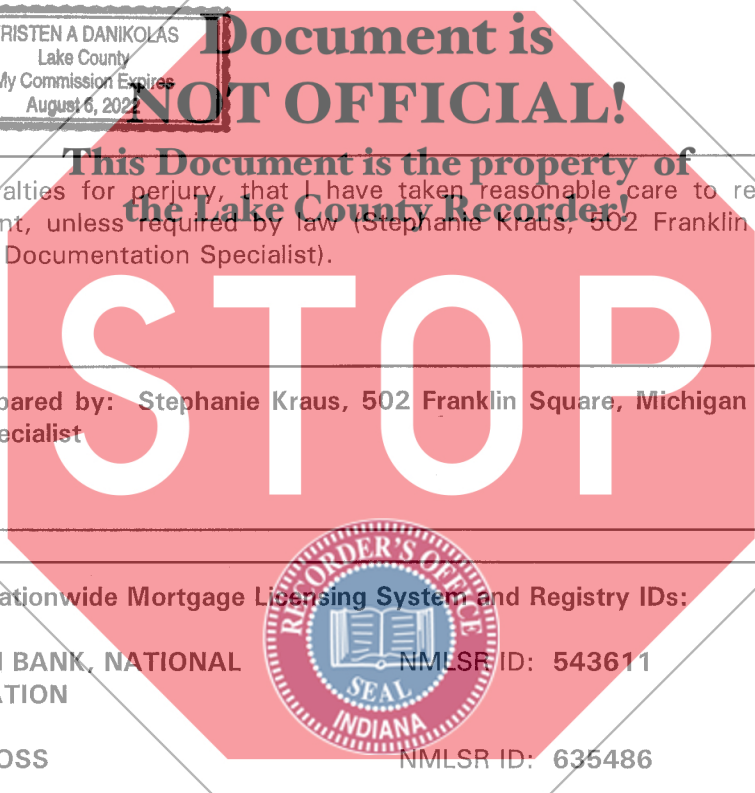 RISTEN A DANIKOLAS
Lake County
My Commission Expires
August 6, 2022
Document is
NOT OFFICIAL!
This Document is the property of
the Lake County Recorder!
alties for perjury, that I have taken reasonable care to re
nt, unless required by law (Stephanie Kraus, 502 Franklin
Documentation Specialist).
STOP
pared by: Stephanie Kraus, 502 Franklin Square, Michigan
ecialist
ationwide Mortgage Licensing System and Registry IDs:
BANK, NATIONAL NMLSR ID: 543611
ATION
RECORDER'S OFFICE
SEAL
INDIANA
OSS NMLSR ID: 635486